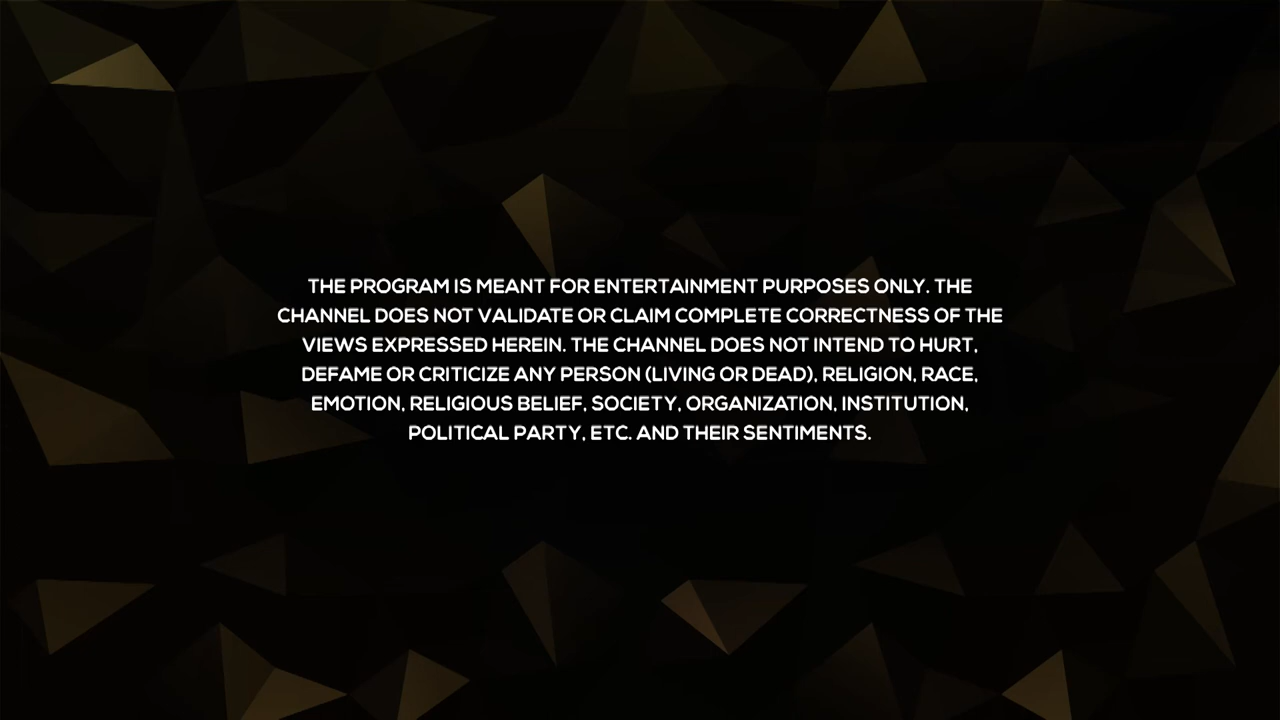 THE PROGRAM IS MEANT FOR ENTERTAINMENT PURPOSES ONLY. THE
CHANNEL DOES NOT VALIDATE OR CLAIM COMPLETE CORRECTNESS OF THE
VIEWS EXPRESSED HEREIN. THE CHANNEL DOES NOT INTEND TO HURT,
DEFAME OR CRITICIZE ANY PERSON (LIVING OR DEAD), RELIGION, RACE,
EMOTION, RELIGIOUS BELIEF, SOCIETY, ORGANIZATION, INSTITUTION,
POLITICAL PARTY, ETC. AND THEIR SENTIMENTS.